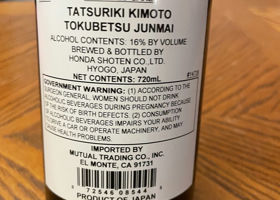 TATSURIKI KIMOTO
TOKUBETSU JUNMAI
ALCOHOL CONTENTS: 16% BY VOLUME
BREWED & BOTTLED BY
HONDA SHOTEN CO.,LTD.
HYOGO, JAPAN
NET CONTENTS: 720mL
GOVERNMENT WARNING: (1) ACCORDING TO THE
SURGEON GENERAL, WOMEN SHOULD NOT DRINK
ALCOHOLIC BEVERAGES DURING PREGNANCY BECAUSE
OF THE RISK OF BIRTH DEFECTS. (2) CONSUMPTION
OF ALCOHOLIC BEVERAGES IMPAIRS YOUR ABILITY
TO DRIVE A CAR OR OPERATE MACHINERY, AND MAY
CAUSE HEALTH PROBLEMS.
IMPORTED BY
MUTUAL TRADING CO., INC.
EL MONTE, CA 91731
72546 08544
PRODUCT OF JAPAN